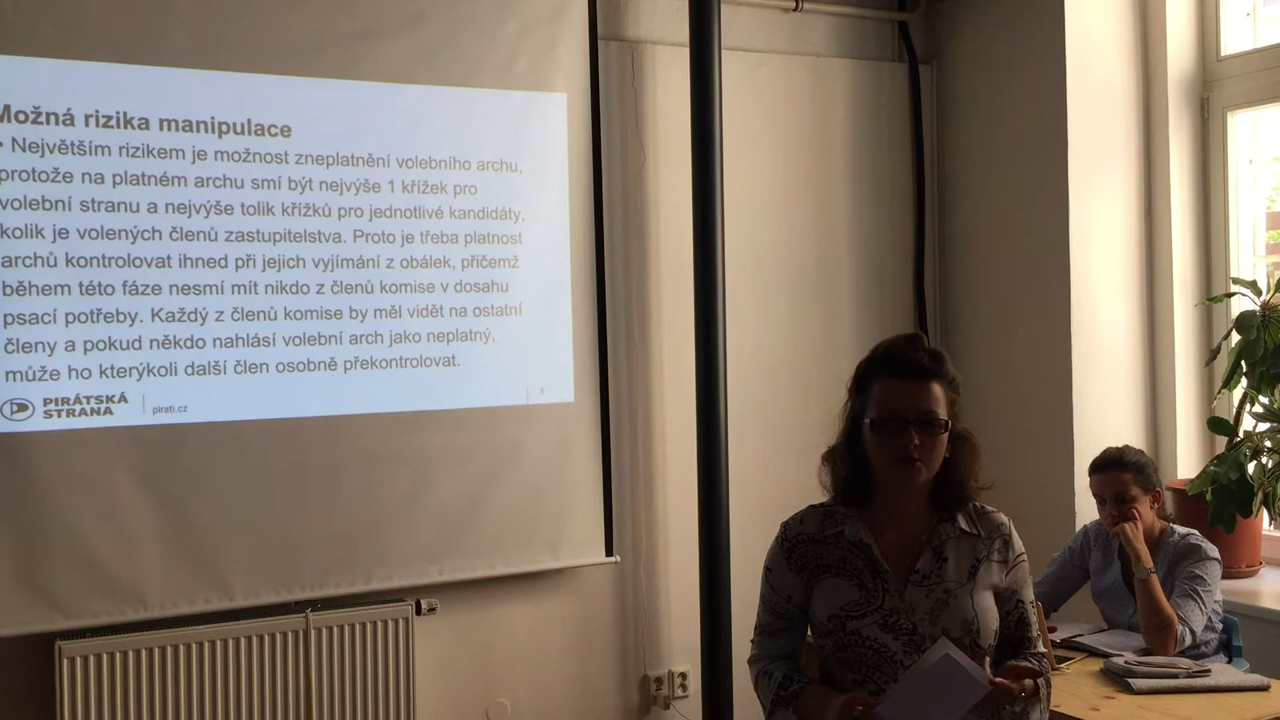 Možná rizika manipulace
• Největším rizikem je možnost zneplatnění volebního archu,
protože na platném archu smí být nejvýše 1 křížek pro
volební stranu a nejvýše tolik křížků pro jednotlivé kandidáty,
kolik je volených členů zastupitelstva. Proto je třeba platnost
archů kontrolovat ihned při jejich vyjímání z obálek, přičemž
během této fáze nesmí mít nikdo z členů komise v dosahu
psací potřeby. Každý z členů komise by měl vidět na ostatní
členy a pokud někdo nahlásí volební arch jako neplatný,
může ho kterýkoli další člen osobně překontrolovat.
PIRÁTSKÁ
STRANA
pirati.cz